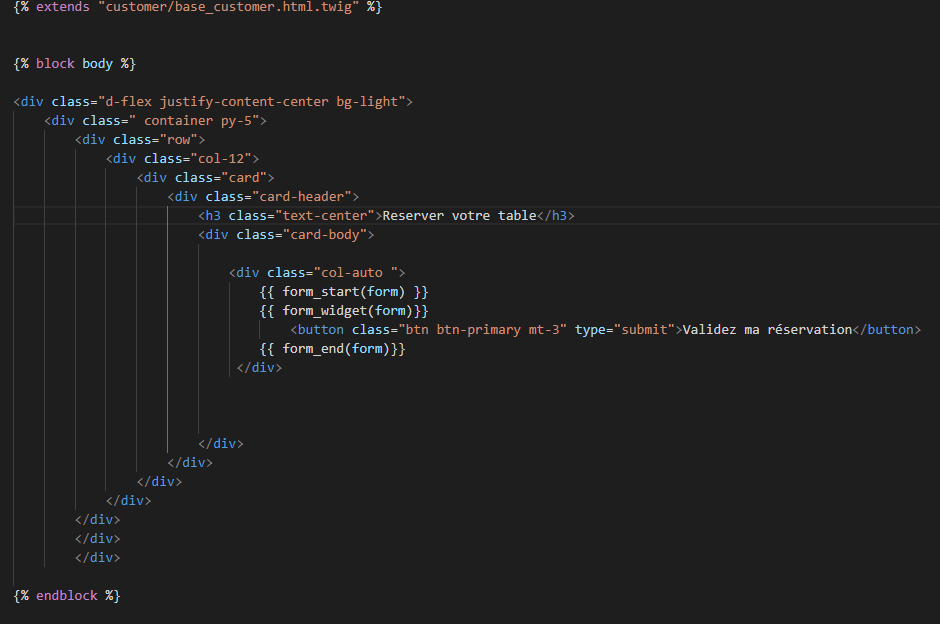 {% extends "customer/base_customer.html.twig" %}
{% block body %}
<div class="d-flex justify-content-center bg-light">
<div class=" container py-5">
<div class="row">
<div class="col-12">
<div class="card">
<div class="card-header">
<h3 class="text-center">Reserver votre table</h3>
<div class="card-body">
<div class="col-auto ">
{{ form_start(form) }}
{{ form_widget(form)}}
<button class="btn btn-primary mt-3" type="submit">Validez ma réservation</button>
{{ form_end(form)}}
</div>
</div>
</div>
</div>
</div>
</div>
</div>
</div>
{% endblock %}